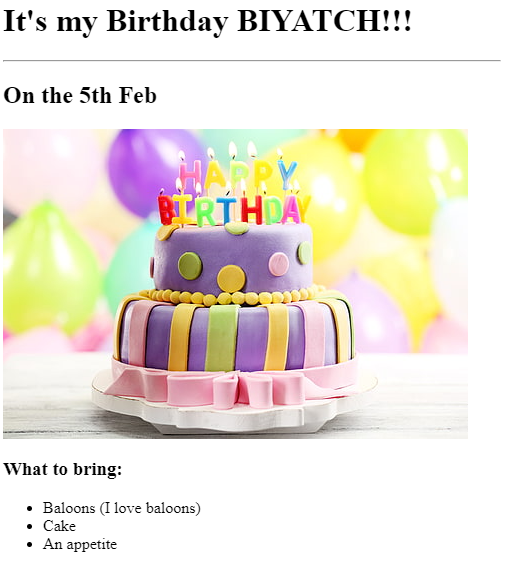 It's my Birthday BIYATCH!!!
On the 5th Feb
HAPPY
BIRTHDAY
What to bring:
Baloons (I love baloons)
Cake
An appetite